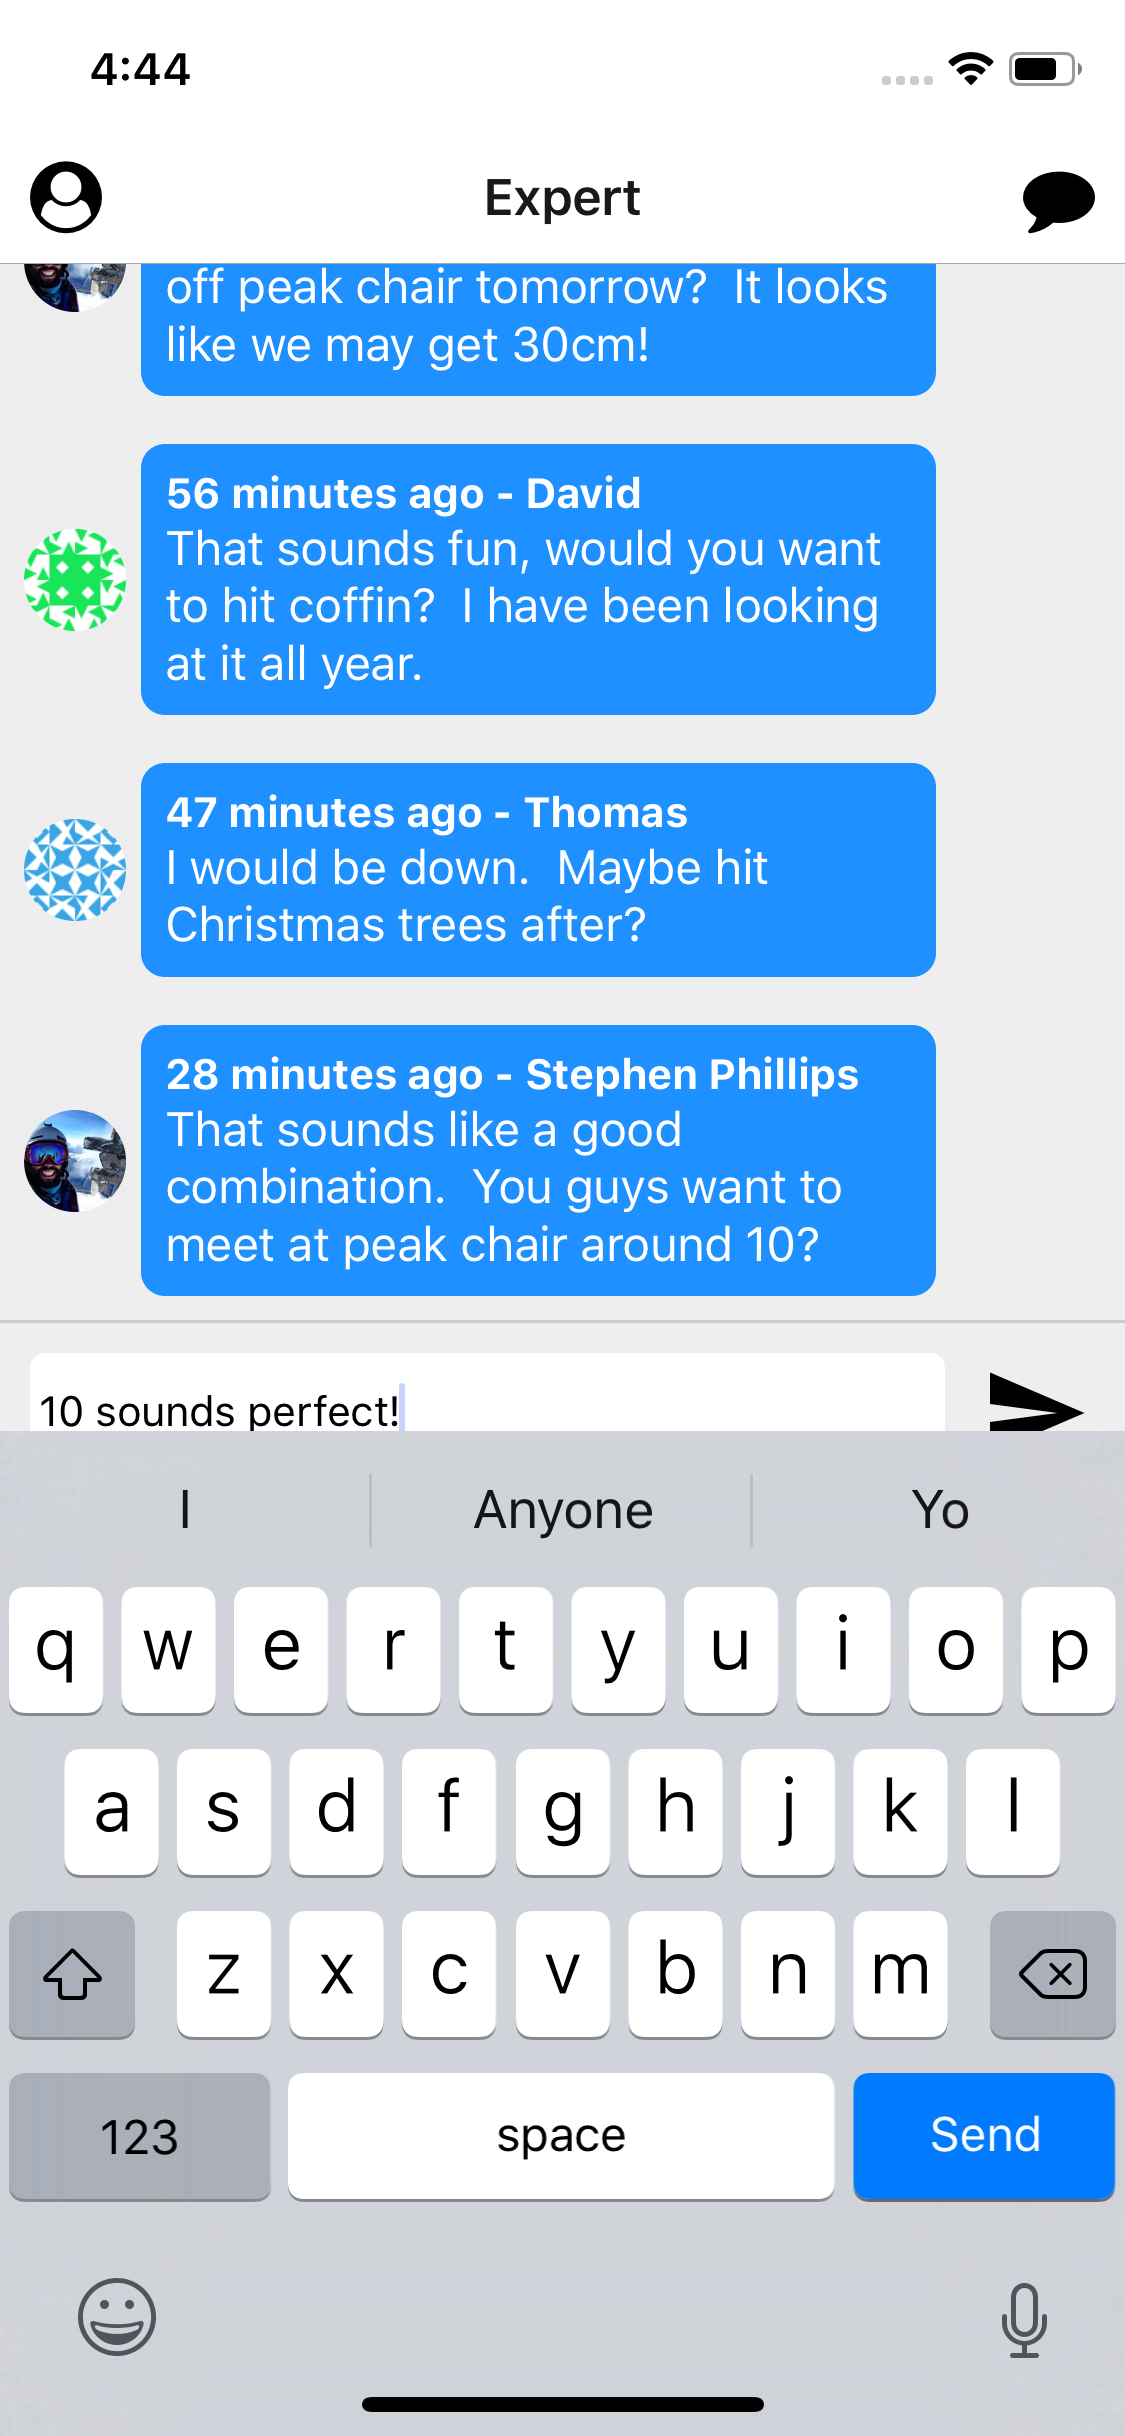 4:44
Expert
off peak chair tomorrow?  It looks
like we may get 30cm!
56 minutes ago - David
That sounds fun, would you want
to hit coffin?  I have been looking
at it all year.
47 minutes ago - Thomas
I would be down.  Maybe hit
Christmas trees after?
28 minutes ago - Stephen Phillips
That sounds like a good
combination.  You guys want to
meet at peak chair around 10?
10 sounds perfect!
I Anyone Yo
q w e r t y u i o p
a s d f g h j k l
z x c v b n m
123 space Send